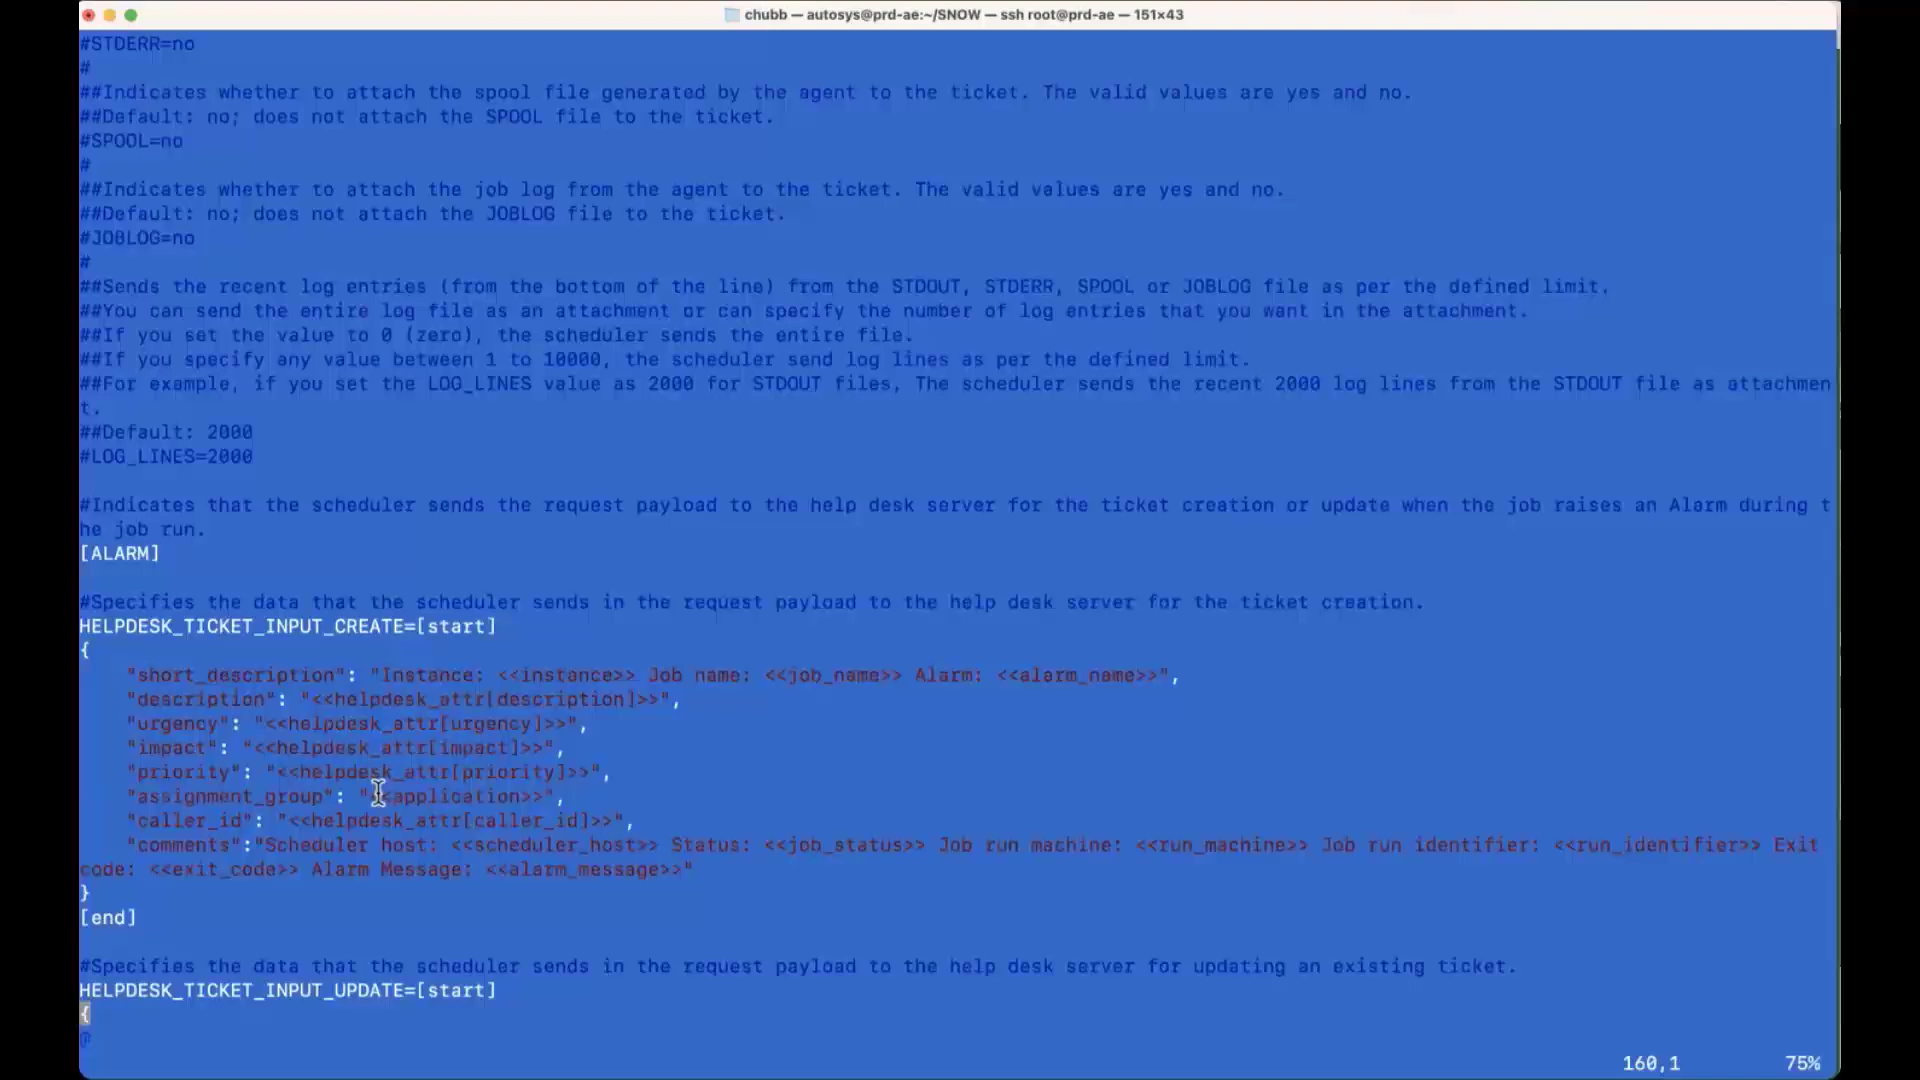 chubb — autosys@prd-ae:~/SNOW — ssh root@prd-ae — 151×43
#STDERR=no
#
##Indicates whether to attach the spool file generated by the agent to the ticket. The valid values are yes and no.
##Default: no; does not attach the SPOOL file to the ticket.
#SPOOL=no
#
##Indicates whether to attach the job log from the agent to the ticket. The valid values are yes and no.
##Default: no; does not attach the JOBLOG file to the ticket.
#JOBLOG=no
#
##Sends the recent log entries (from the bottom of the line) from the STDOUT, STDERR, SPOOL or JOBLOG file as per the defined limit.
##You can send the entire log file as an attachment or can specify the number of log entries that you want in the attachment.
##If you set the value to 0 (zero), the scheduler sends the entire file.
##If you specify any value between 1 to 10000, the scheduler send log lines as per the defined limit.
##For example, if you set the LOG_LINES value as 2000 for STDOUT files, The scheduler sends the recent 2000 log lines from the STDOUT file as attachmen
t.
##Default: 2000
#LOG_LINES=2000
#Indicates that the scheduler sends the request payload to the help desk server for the ticket creation or update when the job raises an Alarm during t
he job run.
[ALARM]
#Specifies the data that the scheduler sends in the request payload to the help desk server for the ticket creation.
HELPDESK_TICKET_INPUT_CREATE=[start]
{
"short_description": "Instance: <<instance>> Job name: <<job_name>> Alarm: <<alarm_name>>",
"description": "<<helpdesk_attr[description]>>",
"urgency": "<<helpdesk_attr[urgency]>>",
"impact": "<<helpdesk_attr[impact]>>",
"priority": "<<helpdesk_attr[priority]>>",
"assignment_group": "<<application>>",
"caller_id": "<<helpdesk_attr[caller_id]>>",
"comments":"Scheduler host: <<scheduler_host>> Status: <<job_status>> Job run machine: <<run_machine>> Job run identifier: <<run_identifier>> Exit
code: <<exit_code>> Alarm Message: <<alarm_message>>"
}
[end]
#Specifies the data that the scheduler sends in the request payload to the help desk server for updating an existing ticket.
HELPDESK_TICKET_INPUT_UPDATE=[start]
{
@
160,1 75%